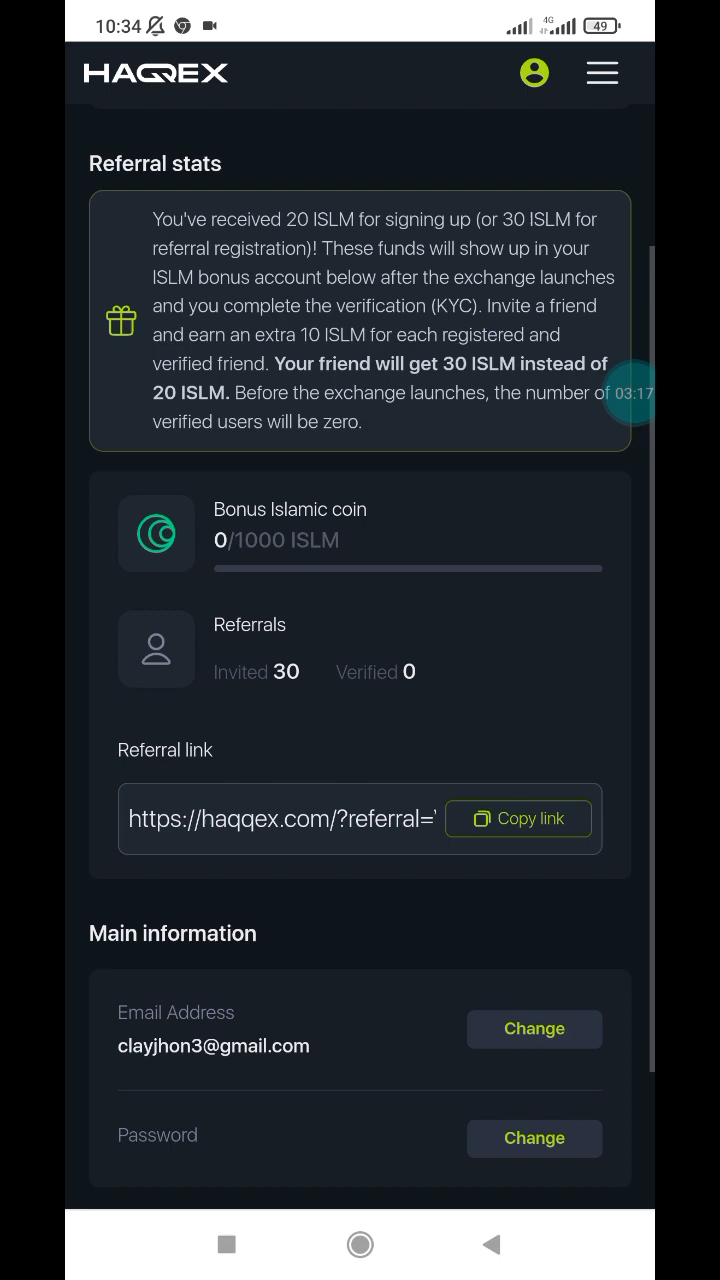 10:34 4G 49
HAQQEX
Referral stats
You've received 20 ISLM for signing up (or 30 ISLM for
referral registration)! These funds will show up in your
ISLM bonus account below after the exchange launches
and you complete the verification (KYC). Invite a friend
and earn an extra 10 ISLM for each registered and
verified friend. Your friend will get 30 ISLM instead of
20 ISLM. Before the exchange launches, the number of
03:17
verified users will be zero.
Bonus Islamic coin
0/1000 ISLM
Referrals
Invited 30 Verified 0
Referral link
https://haqqex.com/?referral= Copy link
Main information
Email Address
clayjhon3@gmail.com
Change
Password
Change